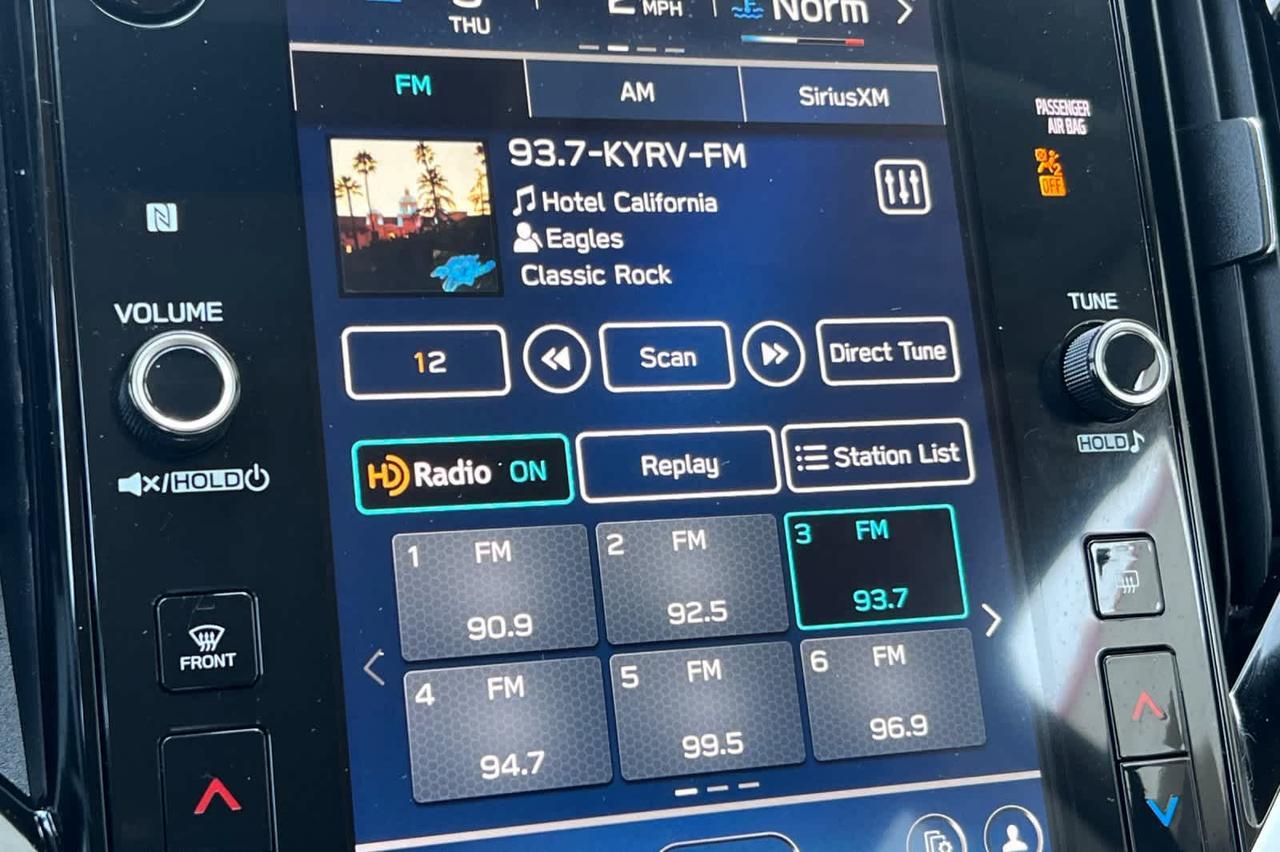 THU
MPH
Norm
FM
AM
SiriusXM
PASSENGER
AIR BAG
2
OFF
93.7-KYRV-FM
Hotel California
Eagles
Classic Rock
VOLUME
TUNE
12
Scan
Direct Tune
HOLD
HOLD
HD Radio ON
Replay
Station List
1 FM
90.9
2 FM
92.5
3 FM
93.7
FRONT
4 FM
94.7
5 FM
99.5
6 FM
96.9